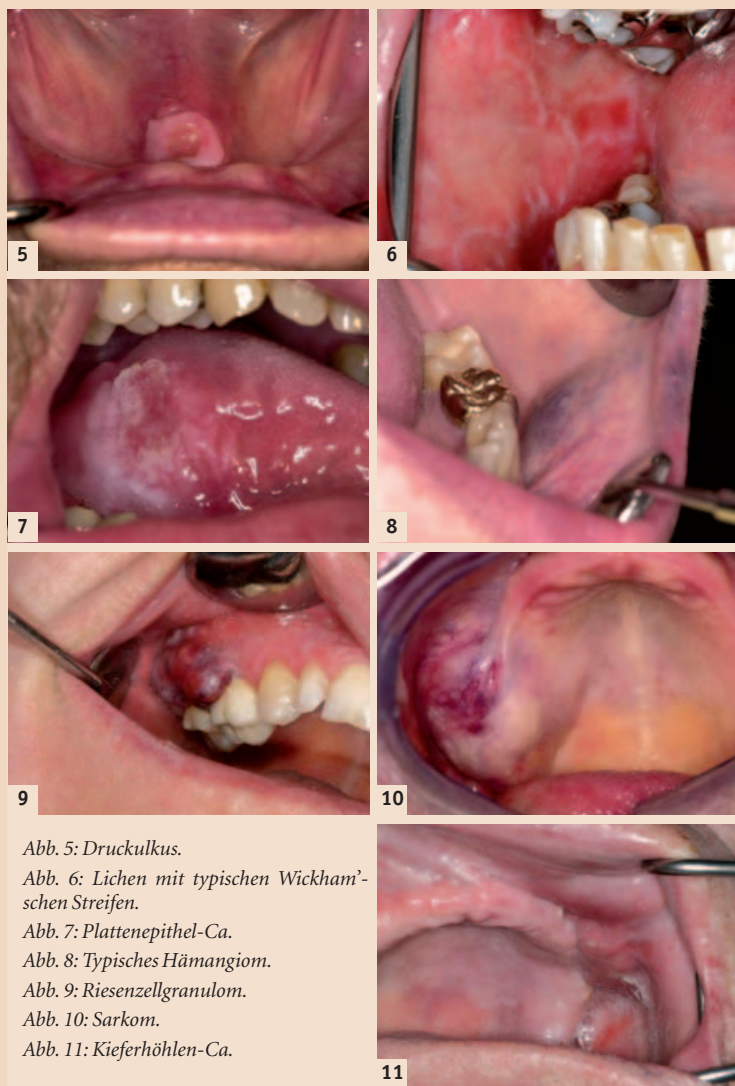 5
6
7
8
9
10
Abb. 5: Druckulkus.
Abb. 6: Lichen mit typischen Wickham’-
schen Streifen.
Abb. 7: Plattenepithel-Ca.
Abb. 8: Typisches Hämangiom.
Abb. 9: Riesenzellgranulom.
Abb. 10: Sarkom.
Abb. 11: Kieferhöhlen-Ca.
11